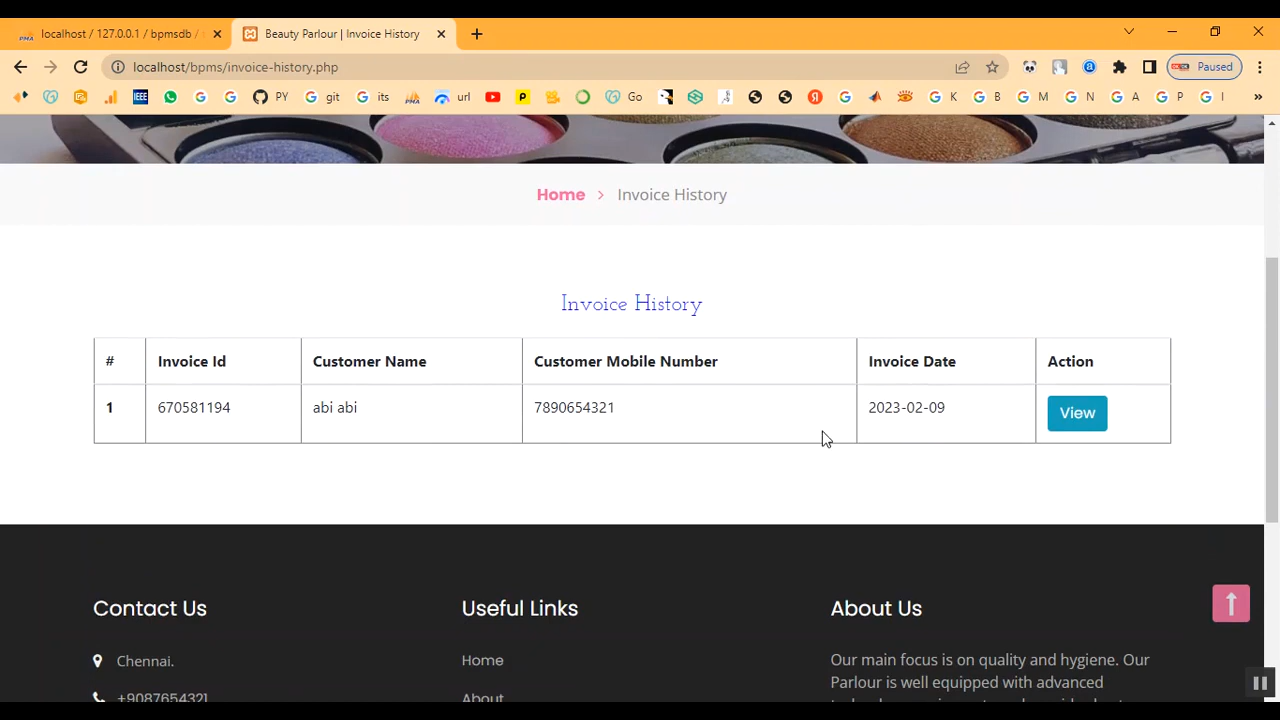 localhost / 127.0.0.1 / bpmsdb /
Beauty Parlour | Invoice History
localhost/bpms/invoice-history.php
Paused
IEEE
PY
git
its
PMA
url
Go
K
B
M
N
A
P
I
Home > Invoice History
Invoice History
# Invoice Id Customer Name Customer Mobile Number Invoice Date Action
1 670581194 abi abi 7890654321 2023-02-09 View
Contact Us Useful Links About Us
Chennai. Home Our main focus is on quality and hygiene. Our
+9087654321 About Parlour is well equipped with advanced